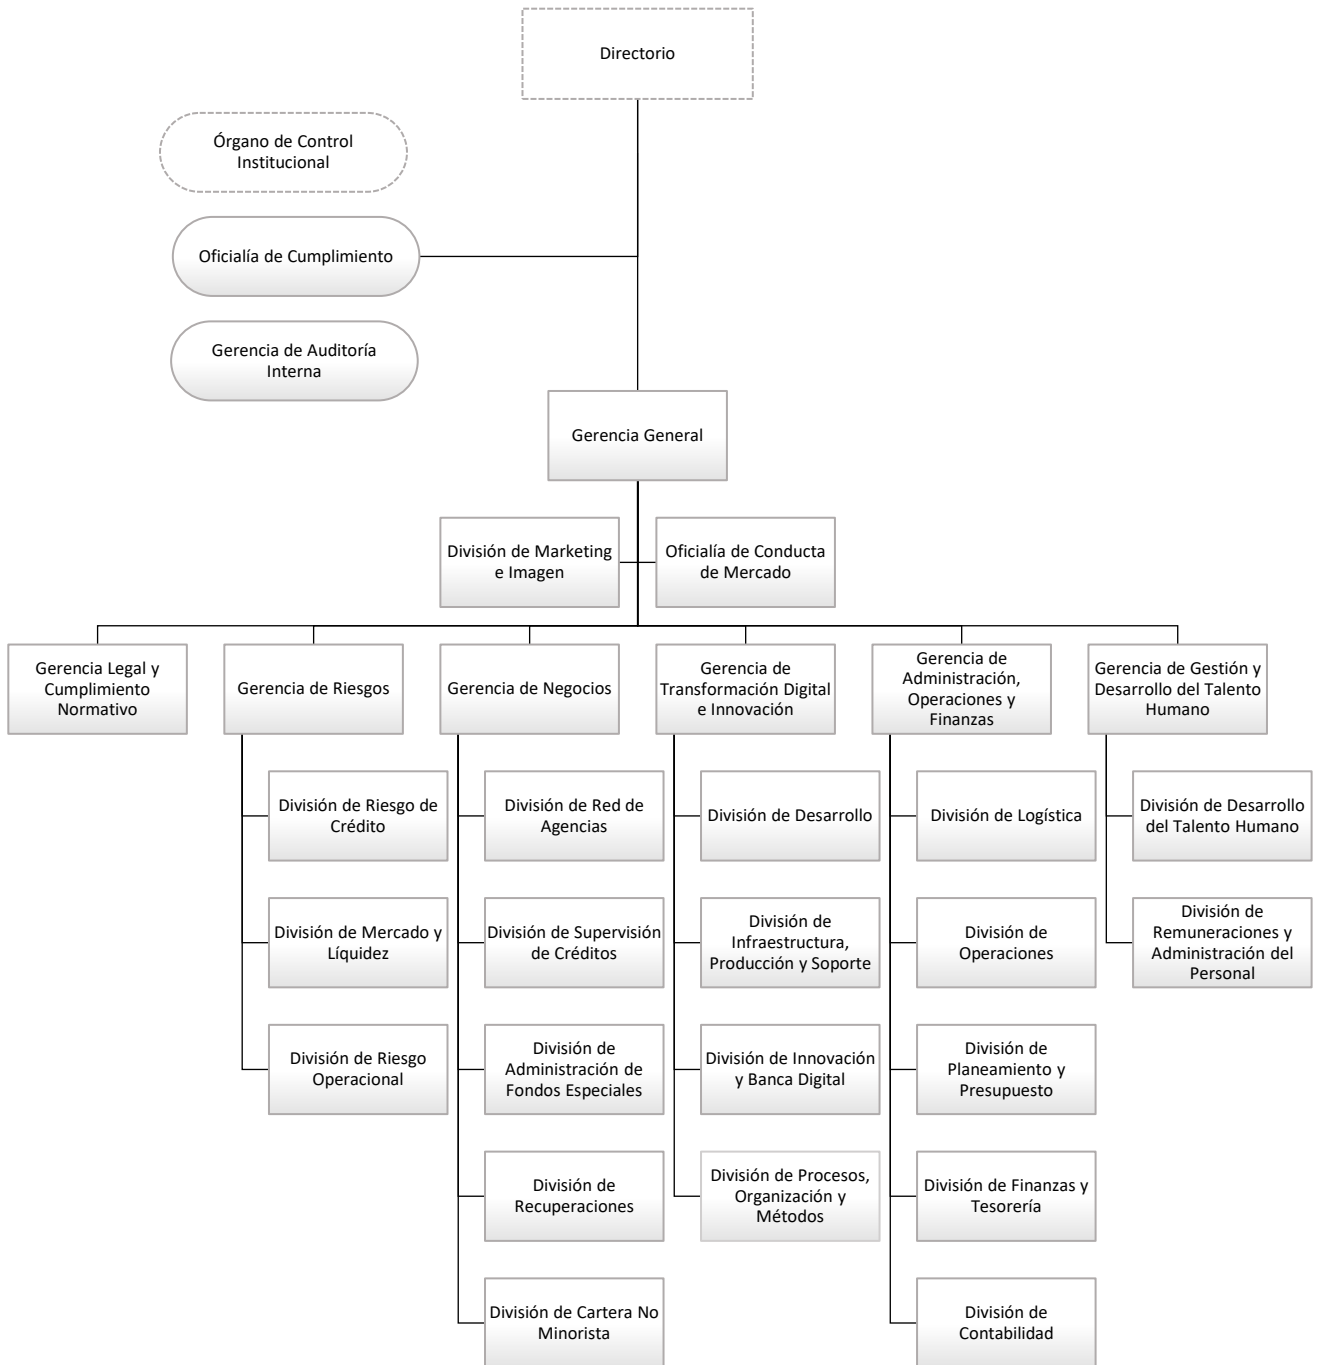 Directorio
Órgano de Control
Institucional
Oficialía de Cumplimiento
Gerencia de Auditoría
Interna
Gerencia General
División de Marketing
e Imagen
Oficialía de Conducta
de Mercado
Gerencia Legal y
Cumplimiento
Normativo
Gerencia de Riesgos
Gerencia de Negocios
Gerencia de
Transformación Digital
e Innovación
Gerencia de
Administración,
Operaciones y
Finanzas
Gerencia de Gestión y
Desarrollo del Talento
Humano
División de Riesgo de
Crédito
División de Red de
Agencias
División de Desarrollo
División de Logística
División de Desarrollo
del Talento Humano
División de Mercado y
Líquidez
División de Supervisión
de Créditos
División de
Infraestructura,
Producción y Soporte
División de
Operaciones
División de
Remuneraciones y
Administración del
Personal
División de Riesgo
Operacional
División de
Administración de
Fondos Especiales
División de Innovación
y Banca Digital
División de
Planeamiento y
Presupuesto
División de
Recuperaciones
División de Procesos,
Organización y
Métodos
División de Finanzas y
Tesorería
División de Cartera No
Minorista
División de
Contabilidad